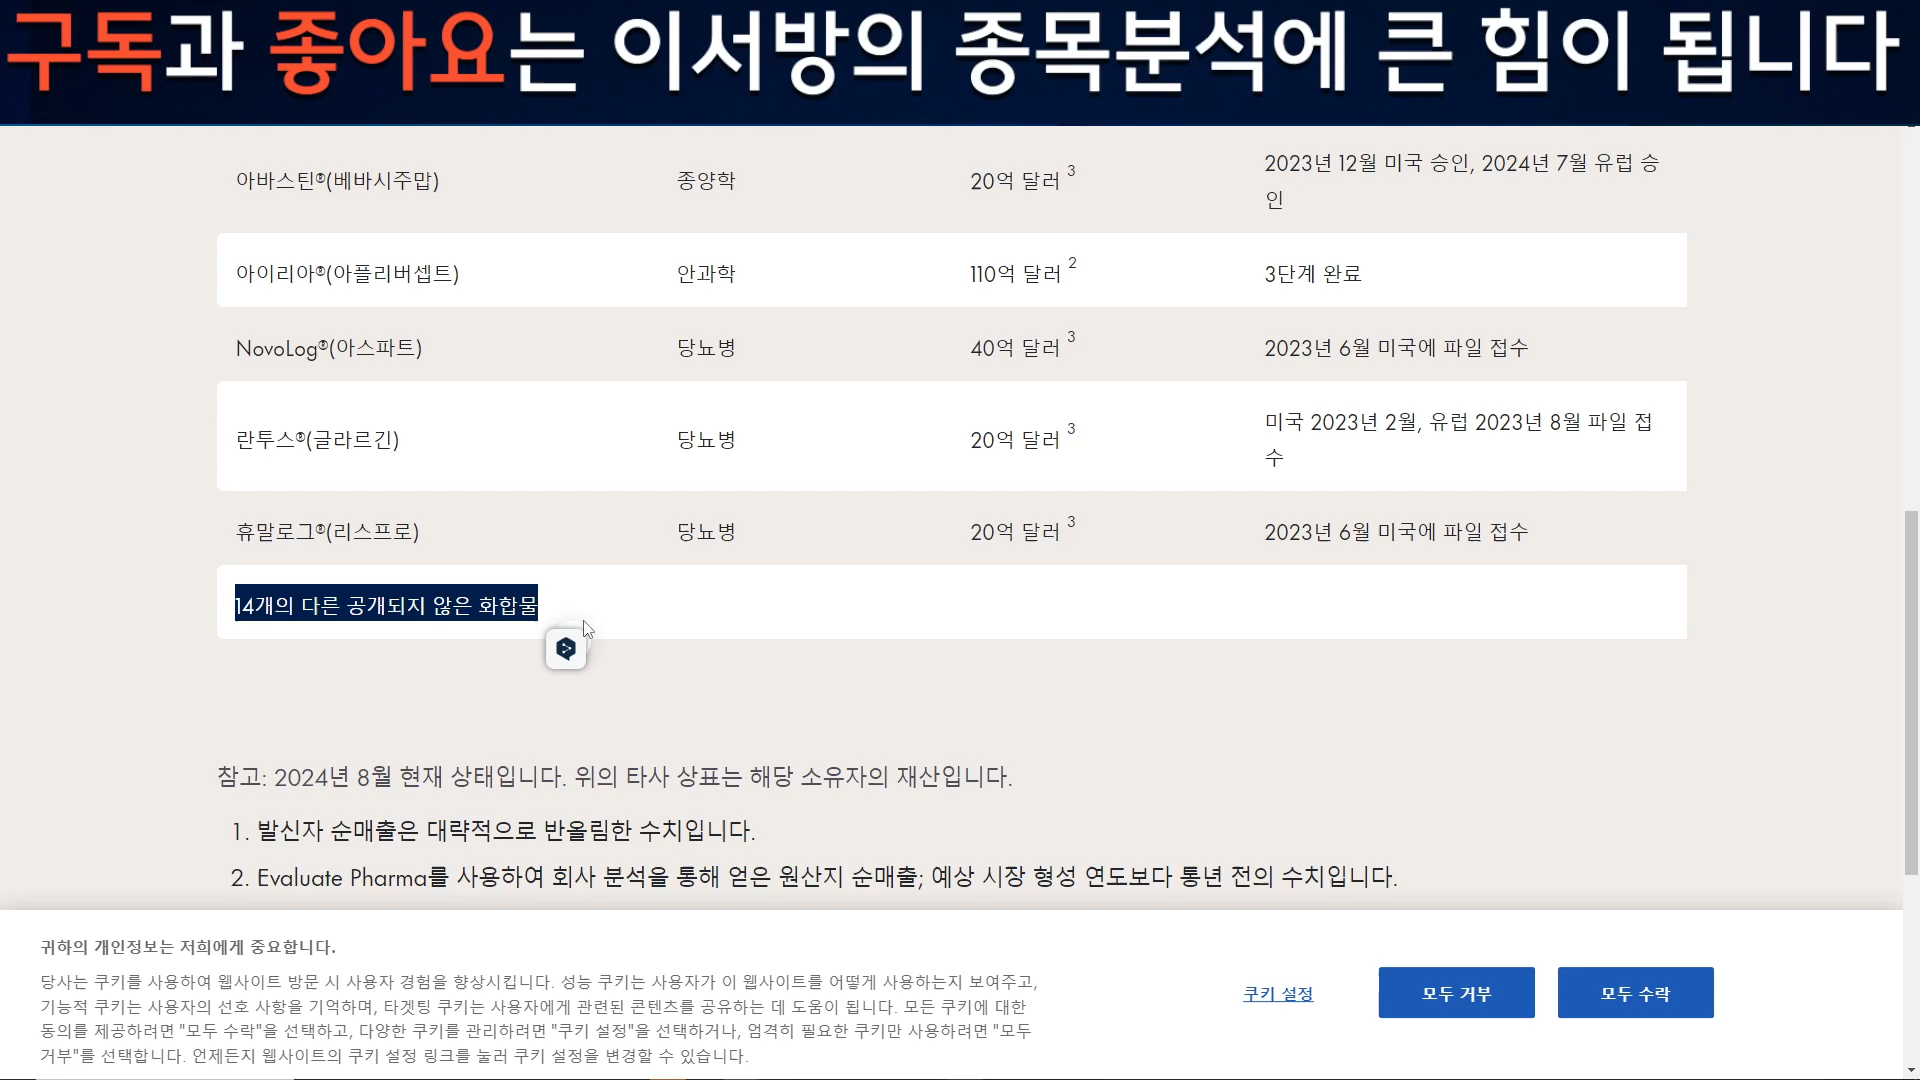 구독과 좋아요는 이서방의 종목분석에 큰 힘이 됩니다
아바스틴®(베바시주맙) 종양학 20억 달러 3 2023년 12월 미국 승인, 2024년 7월 유럽 승
인
아이리아®(아플리버셉트) 안과학 110억 달러 2 3단계 완료
NovoLog®(아스파트) 당뇨병 40억 달러 3 2023년 6월 미국에 파일 접수
란투스®(글라르긴) 당뇨병 20억 달러 3 미국 2023년 2월, 유럽 2023년 8월 파일 접
수
휴말로그®(리스프로) 당뇨병 20억 달러 3 2023년 6월 미국에 파일 접수
14개의 다른 공개되지 않은 화합물
참고: 2024년 8월 현재 상태입니다. 위의 타사 상표는 해당 소유자의 재산입니다.
1. 발신자 순매출은 대략적으로 반올림한 수치입니다.
2. Evaluate Pharma를 사용하여 회사 분석을 통해 얻은 원산지 순매출; 예상 시장 형성 연도보다 통년 전의 수치입니다.
귀하의 개인정보는 저희에게 중요합니다.
당사는 쿠키를 사용하여 웹사이트 방문 시 사용자 경험을 향상시킵니다. 성능 쿠키는 사용자가 이 웹사이트를 어떻게 사용하는지 보여주고,
기능적 쿠키는 사용자의 선호 사항을 기억하며, 타겟팅 쿠키는 사용자에게 관련된 콘텐츠를 공유하는 데 도움이 됩니다. 모든 쿠키에 대한
동의를 제공하려면 "모두 수락"을 선택하고, 다양한 쿠키를 관리하려면 "쿠키 설정"을 선택하거나, 엄격히 필요한 쿠키만 사용하려면 "모두
거부"를 선택합니다. 언제든지 웹사이트의 쿠키 설정 링크를 눌러 쿠키 설정을 변경할 수 있습니다.
쿠키 설정 모두 거부 모두 수락